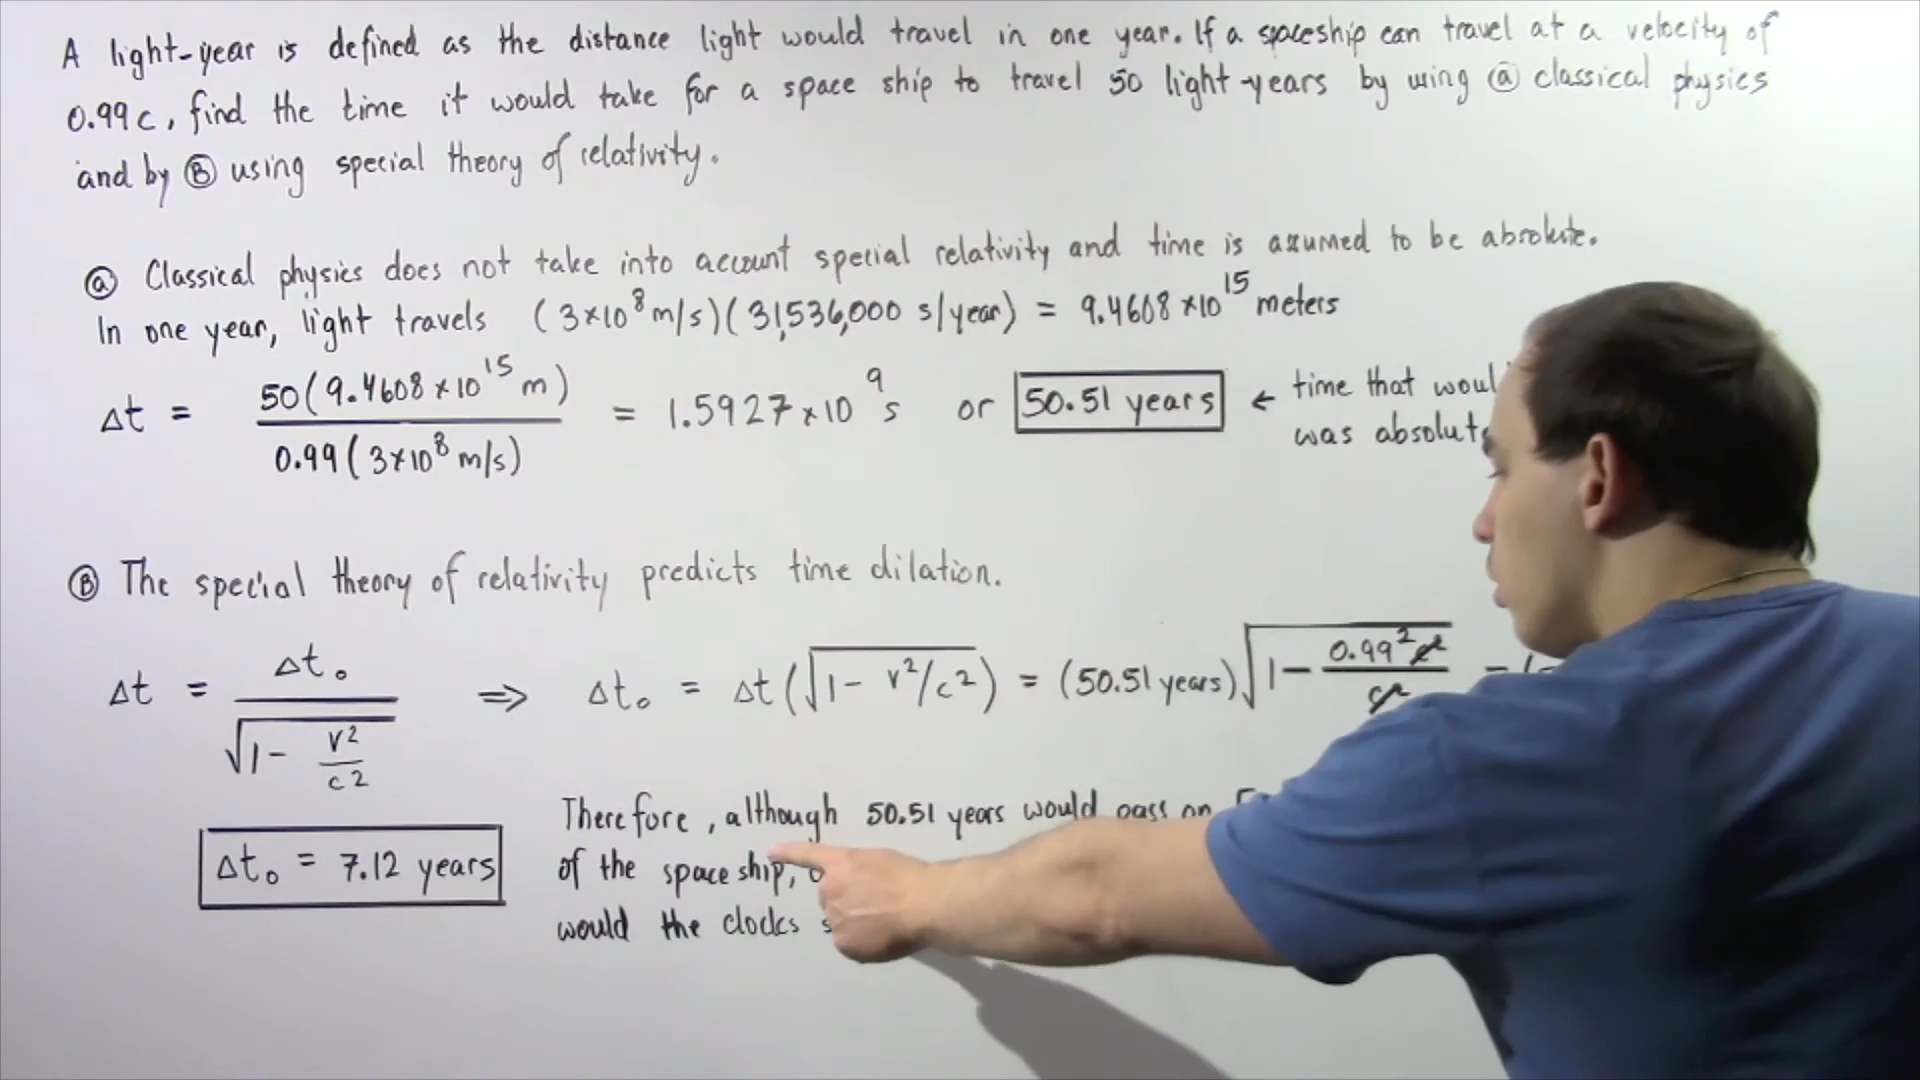 A light-year is defined as the distance light would travel in one year. If a spaceship can travel at a velocity of
0.99c, find the time it would take for a space ship to travel 50 light-years by using ⓐ classical physics
and by Ⓑ using special theory of relativity.
ⓐ Classical physics does not take into account special relativity and time is assumed to be absolute.
In one year, light travels (3×10⁸ m/s)(31,536,000 s/year) = 9.4608 ×10¹⁵ meters
Δt = 50(9.4608×10¹⁵ m) / 0.99(3×10⁸ m/s) = 1.5927×10⁹ s or 50.51 years ← time that
was
Ⓑ The special theory of relativity predicts time dilation.
Δt = Δt₀ / √(1 - v²/c²) ⇒ Δt₀ = Δt(√(1 - v²/c²)) = (50.51 years)√(1 - 0.99²c²/c²) =
Δt₀ = 7.12 years
Therefore, although 50.51 years would pass on
of the space ship,
would the clocks